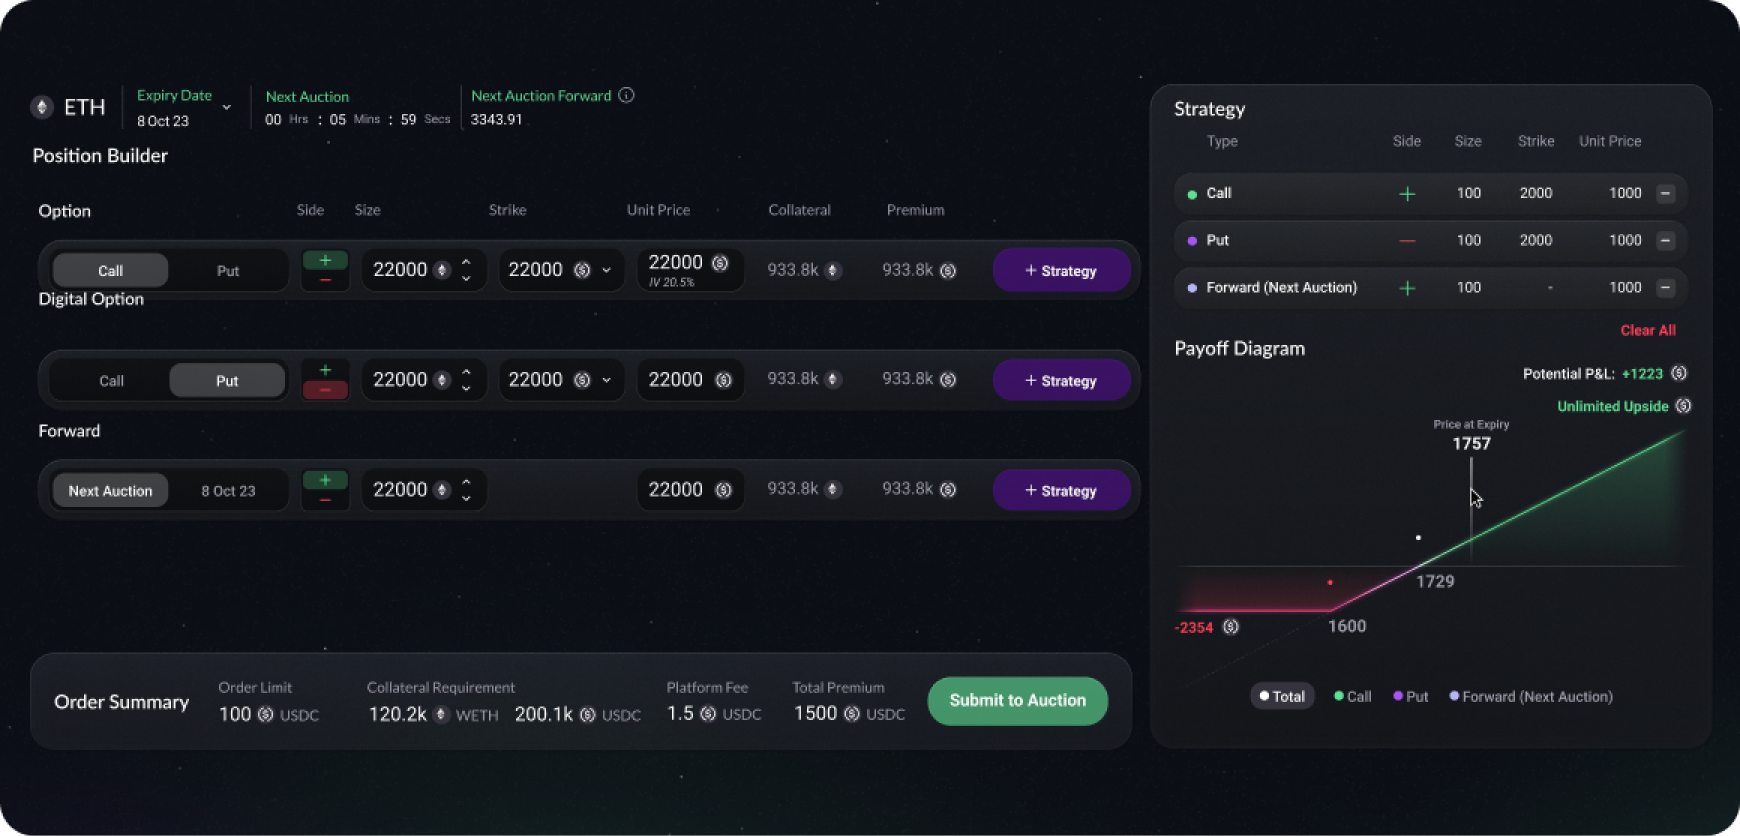 ETH
Expiry Date
8 Oct 23
Next Auction
00 Hrs : 05 Mins : 59 Secs
Next Auction Forward
3343.91
Position Builder
Option Side Size Strike Unit Price Collateral Premium
Call Put + − 22000 22000 22000 933.8k 933.8k + Strategy
IV 20.5%
Digital Option
Call Put + − 22000 22000 22000 933.8k 933.8k + Strategy
Forward
Next Auction 8 Oct 23 + − 22000 22000 933.8k 933.8k + Strategy
Order Summary
Order Limit
100 USDC
Collateral Requirement
120.2k WETH 200.1k USDC
Platform Fee
1.5 USDC
Total Premium
1500 USDC
Submit to Auction
Strategy
Type Side Size Strike Unit Price
Call + 100 2000 1000 −
Put − 100 2000 1000 −
Forward (Next Auction) + 100 - 1000 −
Clear All
Payoff Diagram
Potential P&L: +1223
Unlimited Upside
Price at Expiry
1757
1729
-2354
1600
Total Call Put Forward (Next Auction)